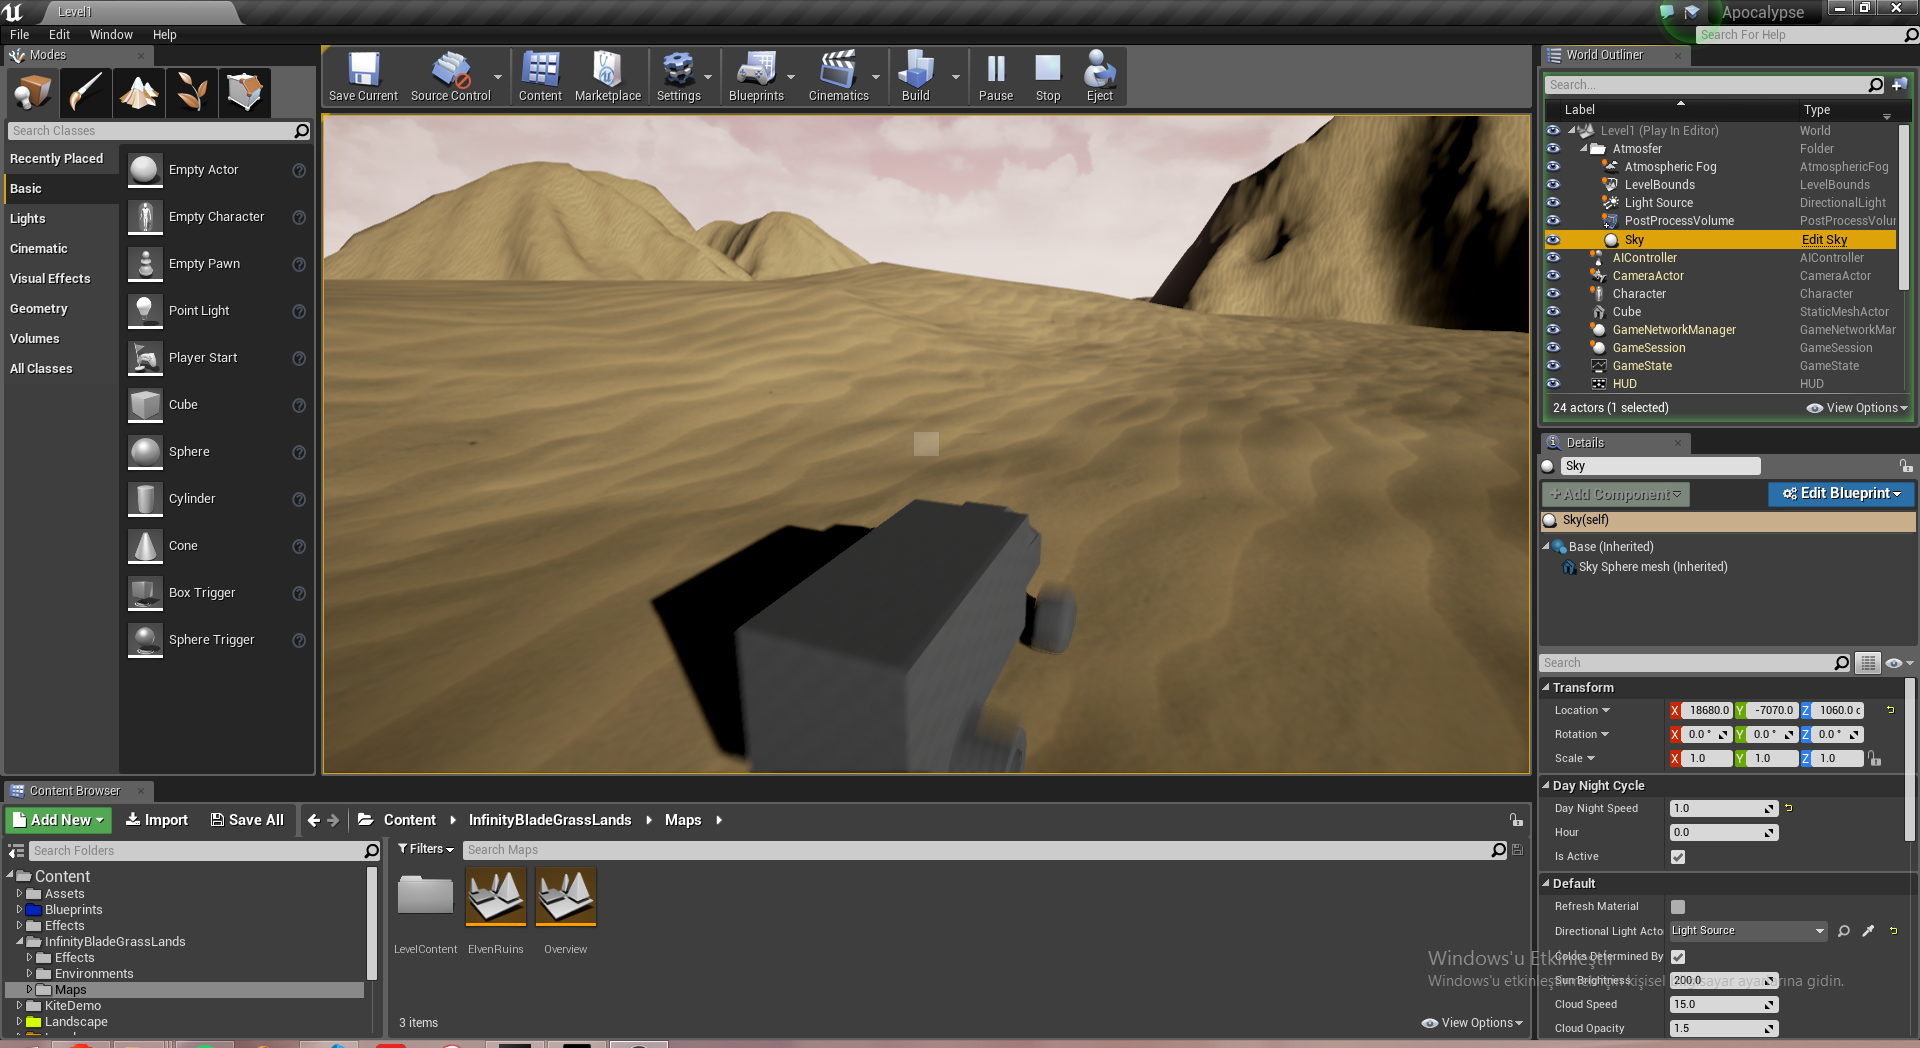 Level1
Apocalypse
File Edit Window Help
Search For Help
Modes
Search Classes
Recently Placed
Basic
Lights
Cinematic
Visual Effects
Geometry
Volumes
All Classes
Empty Actor
Empty Character
Empty Pawn
Point Light
Player Start
Cube
Sphere
Cylinder
Cone
Box Trigger
Sphere Trigger
Save Current Source Control Content Marketplace Settings Blueprints Cinematics Build Pause Stop Eject
World Outliner
Search...
Label Type
Level1 (Play In Editor) World
Atmosfer Folder
Atmospheric Fog AtmosphericFog
LevelBounds LevelBounds
Light Source DirectionalLight
PostProcessVolume PostProcessVolur
Sky Edit Sky
AIController AIController
CameraActor CameraActor
Character Character
Cube StaticMeshActor
GameNetworkManager GameNetworkMar
GameSession GameSession
GameState GameState
HUD HUD
24 actors (1 selected) View Options
Details
Sky
+ Add Component Edit Blueprint
Sky(self)
Base (Inherited)
Sky Sphere mesh (Inherited)
Search
Transform
Location X 18680.0 Y -7070.0 Z 1060.0 c
Rotation X 0.0 ° Y 0.0 ° Z 0.0 °
Scale X 1.0 Y 1.0 Z 1.0
Day Night Cycle
Day Night Speed 1.0
Hour 0.0
Is Active
Default
Refresh Material
Directional Light Acto Light Source
Colors Determined By
Sun Brightness 200.0
Cloud Speed 15.0
Cloud Opacity 1.5
Windows'u Etkinleştir
Windows'u etkinleştirmek için kişisel bilgisayar ayarlarına gidin.
Content Browser
Add New Import Save All Content InfinityBladeGrassLands Maps
Search Folders
Filters Search Maps
Content
Assets
Blueprints
Effects
InfinityBladeGrassLands
Effects
Environments
Maps
KiteDemo
Landscape
LevelContent ElvenRuins Overview
3 items View Options